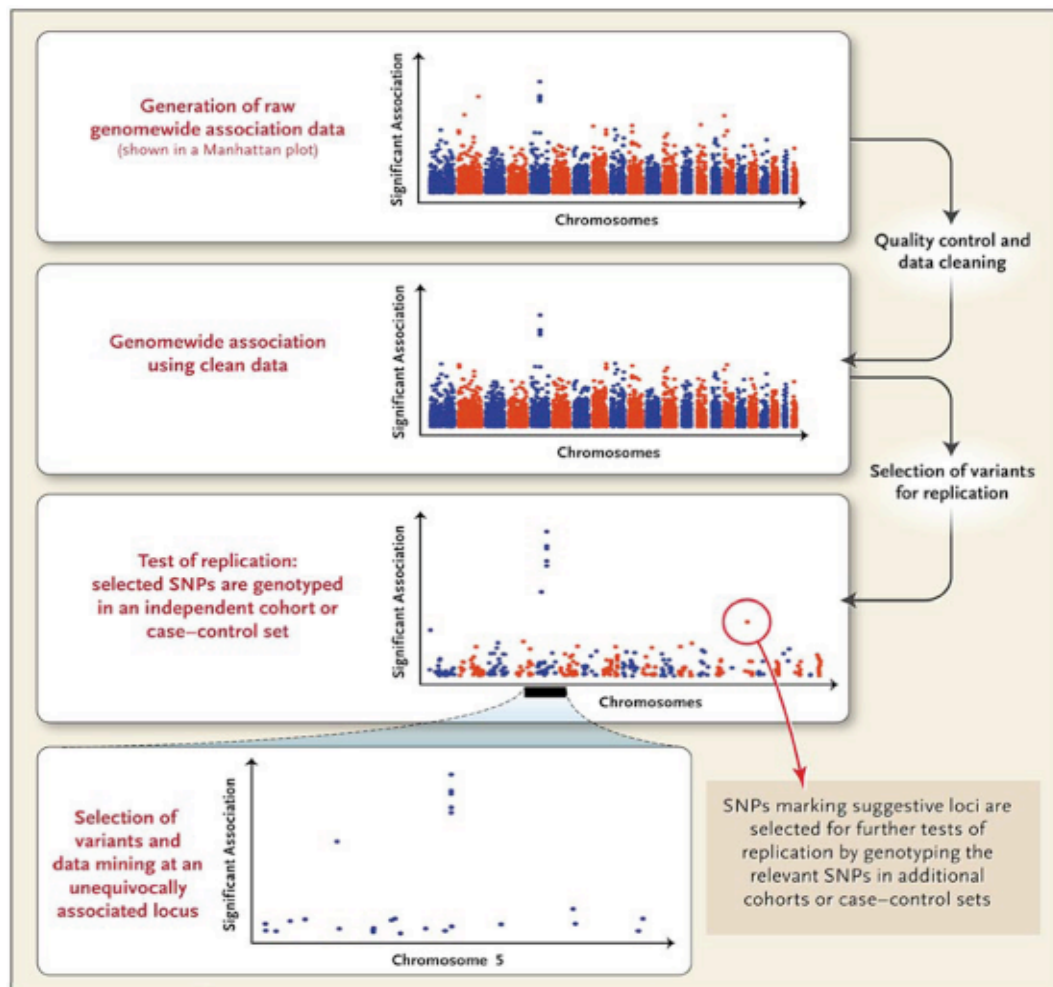 Generation of raw
genomewide association data
(shown in a Manhattan plot)
Significant Association
Chromosomes
Quality control and
data cleaning
Genomewide association
using clean data
Significant Association
Chromosomes
Selection of variants
for replication
Test of replication:
selected SNPs are genotyped
in an independent cohort or
case–control set
Significant Association
Chromosomes
Selection of
variants and
data mining at an
unequivocally
associated locus
Significant Association
Chromosome 5
SNPs marking suggestive loci are
selected for further tests of
replication by genotyping the
relevant SNPs in additional
cohorts or case–control sets